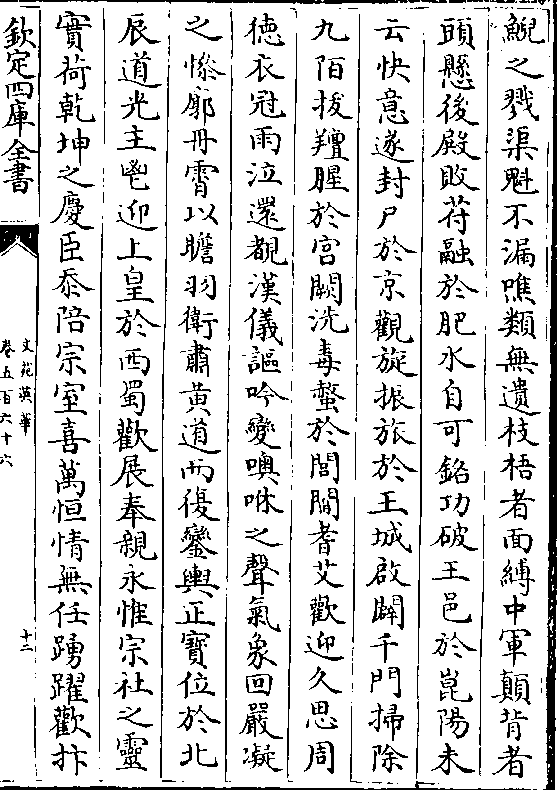 鯢之戮渠魁不漏噍類無遺枝梧者面縛中軍顛背者
頭懸後殿敗苻融於肥水自可銘功破王邑於崑陽未
云快意遂封尸於京觀旋振旅於王城啟闢千門掃除
九陌拔羶腥於宮闕洗毒螫於閭閻耆艾歡迎久思周
徳衣冠雨泣還覩漢儀謳吟變噢咻之聲氣象回嚴凝
之慘廓丹霄以瞻羽衛肅黄道而復鑾輿正寳位於北
辰道光主鬯迎上皇於西蜀歡展奉親永惟宗社之靈
實荷乾坤之慶臣忝陪宗室喜萬恒情無任踴躍歡抃
欽定四庫全書
文苑英華
卷五百六十六
十三